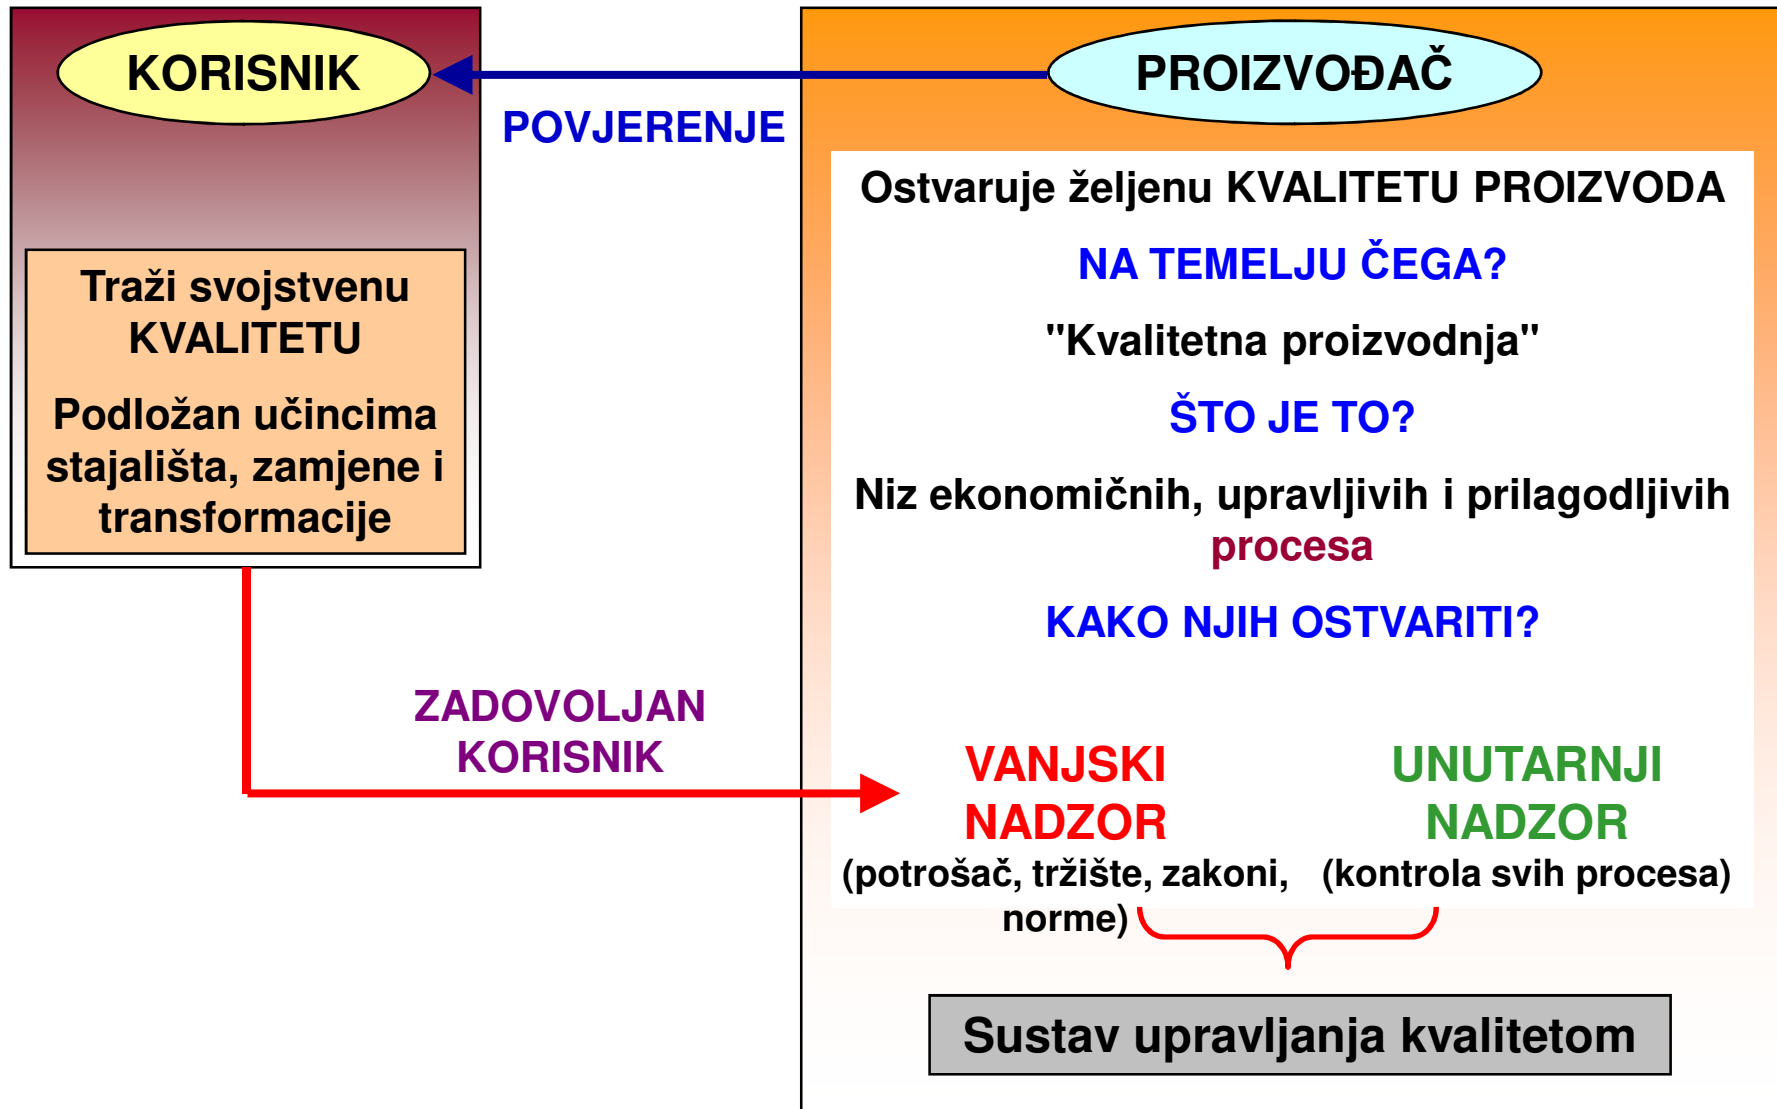 KORISNIK
POVJERENJE
PROIZVOĐAČ
Traži svojstvenu
KVALITETU
Podložan učincima
stajališta, zamjene i
transformacije
Ostvaruje željenu KVALITETU PROIZVODA
NA TEMELJU ČEGA?
"Kvalitetna proizvodnja"
ŠTO JE TO?
Niz ekonomičnih, upravljivih i prilagodljivih
procesa
KAKO NJIH OSTVARITI?
ZADOVOLJAN
KORISNIK
VANJSKI
NADZOR
(potrošač, tržište, zakoni,
norme)
UNUTARNJI
NADZOR
(kontrola svih procesa)
Sustav upravljanja kvalitetom